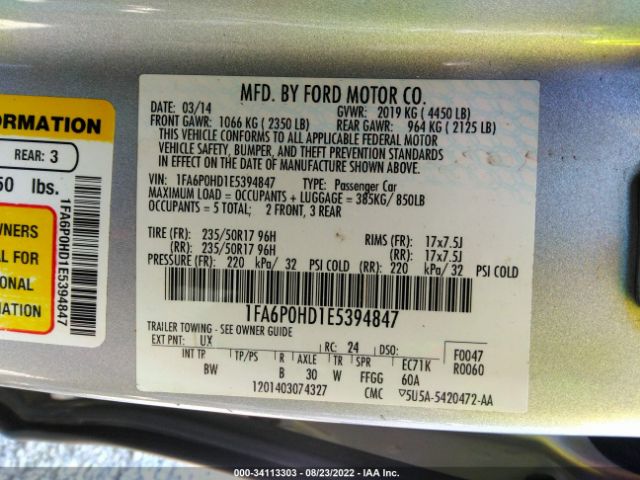 ORMATION
REAR: 3
50 lbs.
WNERS
AL FOR
ONAL
ON
1FA6P0HD1E5394847
MFD. BY FORD MOTOR CO.
DATE: 03/14 GVWR: 2019 KG ( 4450 LB)
FRONT GAWR: 1066 KG ( 2350 LB) REAR GAWR: 964 KG ( 2125 LB)
THIS VEHICLE CONFORMS TO ALL APPLICABLE FEDERAL MOTOR
VEHICLE SAFETY, BUMPER, AND THEFT PREVENTION STANDARDS
IN EFFECT ON THE DATE OF MANUFACTURE SHOWN ABOVE.
VIN: 1FA6P0HD1E5394847 TYPE: Passenger Car
MAXIMUM LOAD = OCCUPANTS + LUGGAGE = 385KG/ 850LB
OCCUPANTS = 5 TOTAL; 2 FRONT, 3 REAR
TIRE (FR): 235/50R17 96H RIMS (FR): 17×7.5J
(RR): 235/50R17 96H (RR): 17×7.5J
PRESSURE (FR): 220 kPa/ 32 PSI COLD (RR): 220 kPa/ 32 PSI COLD
1FA6P0HD1E5394847
TRAILER TOWING - SEE OWNER GUIDE
EXT PNT: UX RC: 24 DSO: F0047
INT TP TP/PS R AXLE TR SPR EC71K R0060
BW B 30 W FFGG 60A
1201403074327 CMC ▽5U5A-5420472-AA
000-34113303 - 08/23/2022 - IAA Inc.